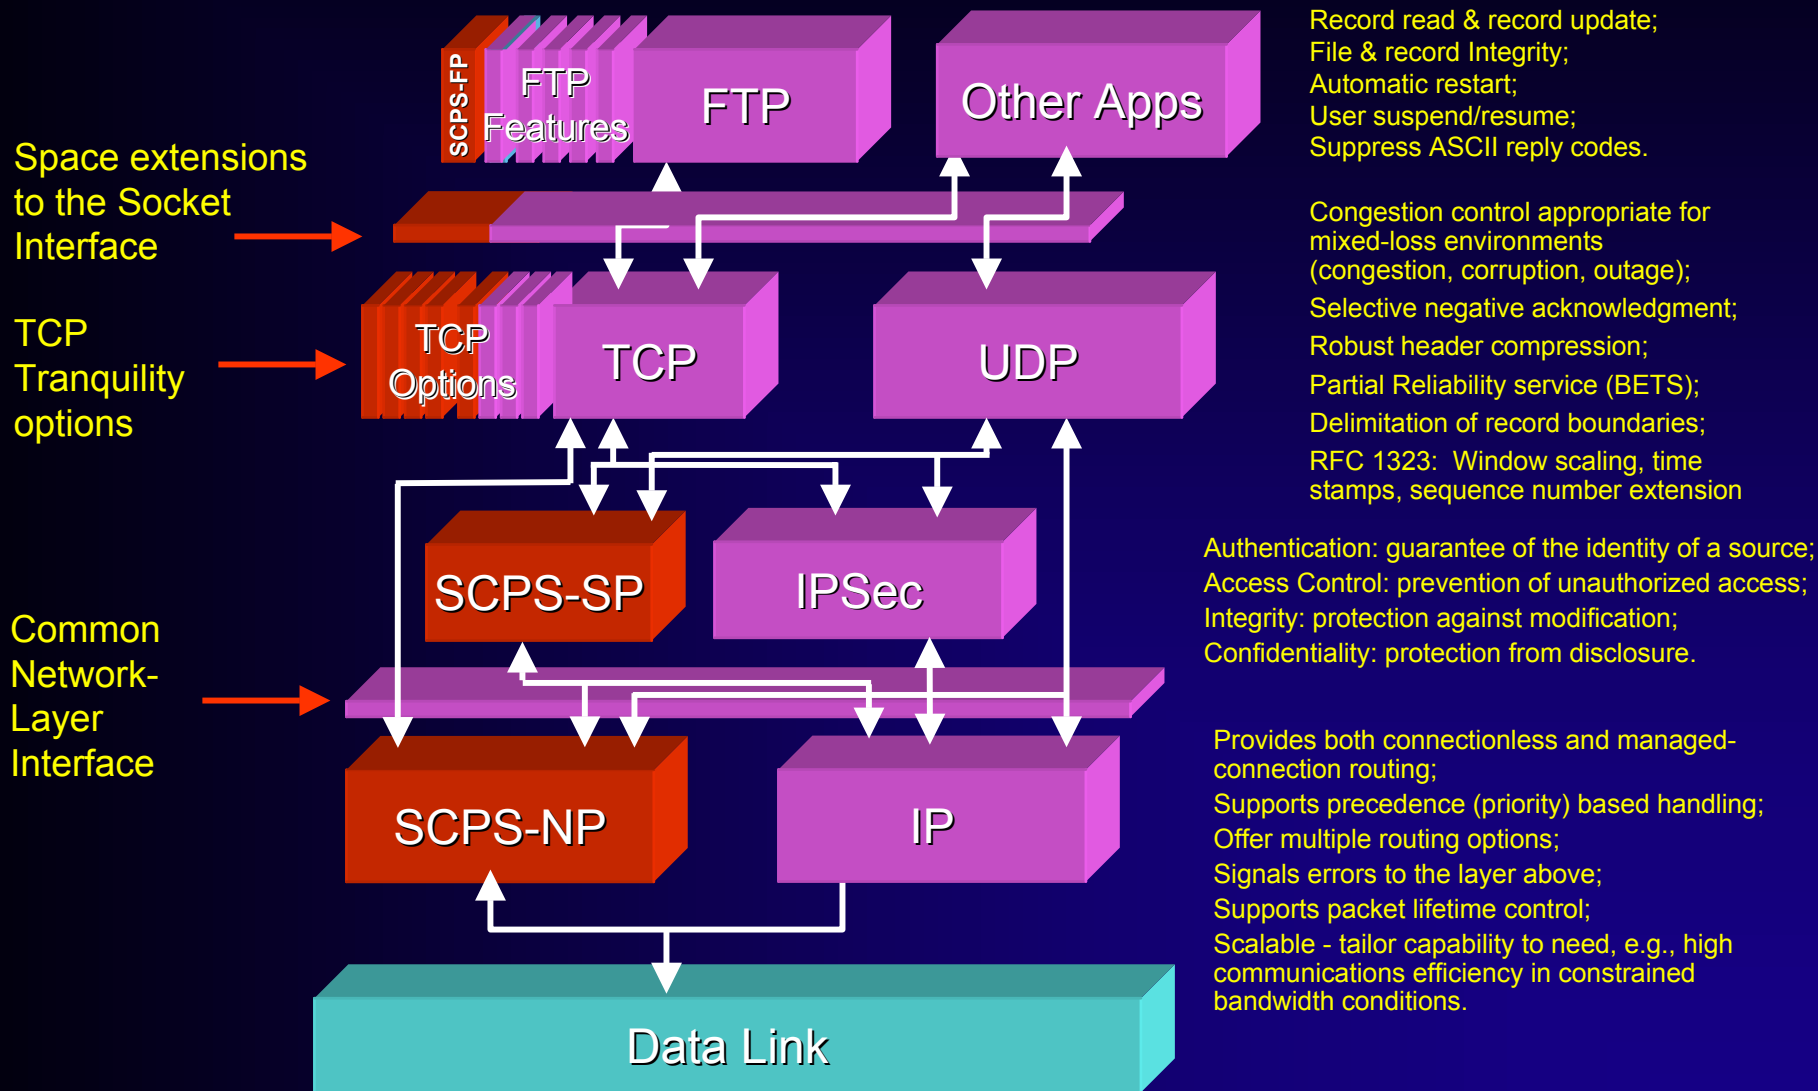 SCPS-FP
FTP
Features
FTP
Other Apps
Record read & record update;
File & record Integrity;
Automatic restart;
User suspend/resume;
Suppress ASCII reply codes.
Space extensions
to the Socket
Interface
Congestion control appropriate for
mixed-loss environments
(congestion, corruption, outage);
Selective negative acknowledgment;
Robust header compression;
Partial Reliability service (BETS);
Delimitation of record boundaries;
RFC 1323: Window scaling, time
stamps, sequence number extension
TCP
Tranquility
options
TCP
Options
TCP
UDP
SCPS-SP
IPSec
Authentication: guarantee of the identity of a source;
Access Control: prevention of unauthorized access;
Integrity: protection against modification;
Confidentiality: protection from disclosure.
Common
Network-
Layer
Interface
SCPS-NP
IP
Provides both connectionless and managed-
connection routing;
Supports precedence (priority) based handling;
Offer multiple routing options;
Signals errors to the layer above;
Supports packet lifetime control;
Scalable - tailor capability to need, e.g., high
communications efficiency in constrained
bandwidth conditions.
Data Link